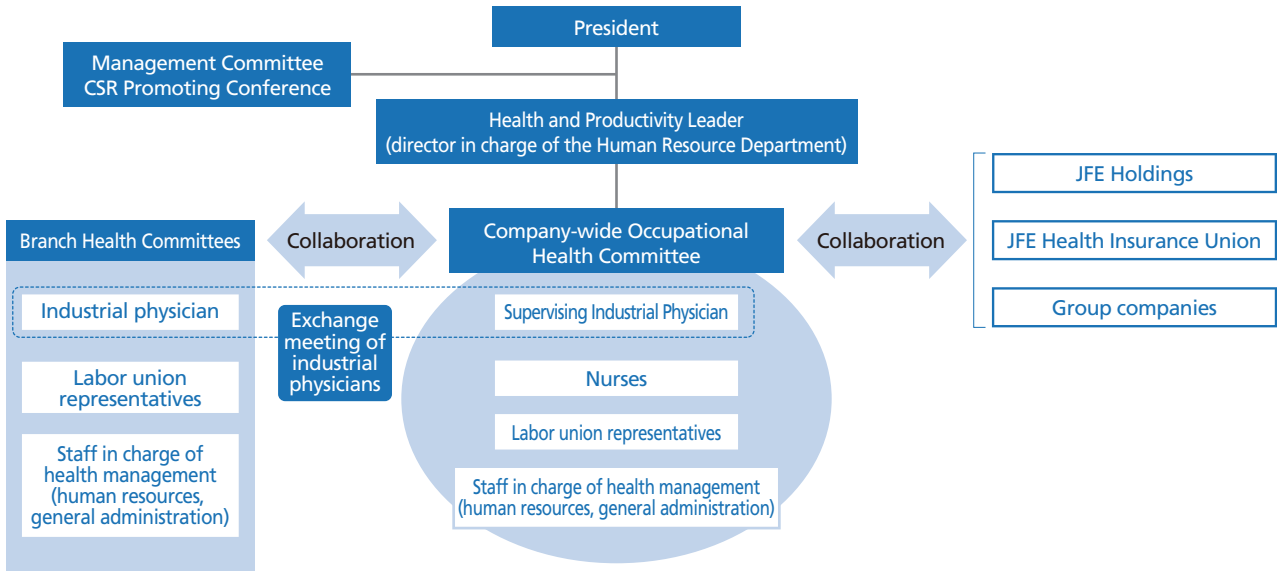 President
Management Committee
CSR Promoting Conference
Health and Productivity Leader
(director in charge of the Human Resource Department)
JFE Holdings
JFE Health Insurance Union
Group companies
Branch Health Committees
Collaboration
Company-wide Occupational
Health Committee
Collaboration
Industrial physician
Exchange
meeting of
industrial
physicians
Supervising Industrial Physician
Labor union
representatives
Nurses
Labor union representatives
Staff in charge of
health management
(human resources,
general administration)
Staff in charge of health management
(human resources, general administration)